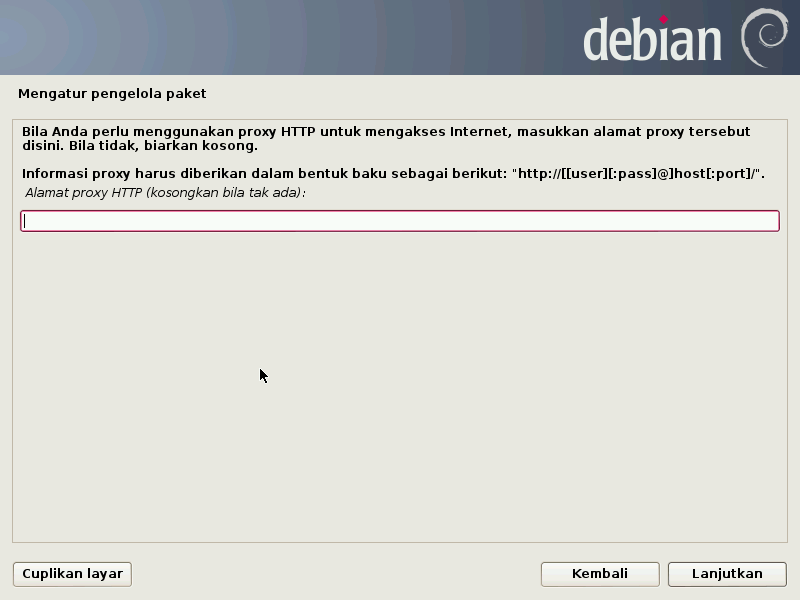 debian
Mengatur pengelola paket
Bila Anda perlu menggunakan proxy HTTP untuk mengakses Internet, masukkan alamat proxy tersebut
disini. Bila tidak, biarkan kosong.
Informasi proxy harus diberikan dalam bentuk baku sebagai berikut: "http://[[user][:pass]@]host[:port]/".
Alamat proxy HTTP (kosongkan bila tak ada):
Cuplikan layar
Kembali
Lanjutkan